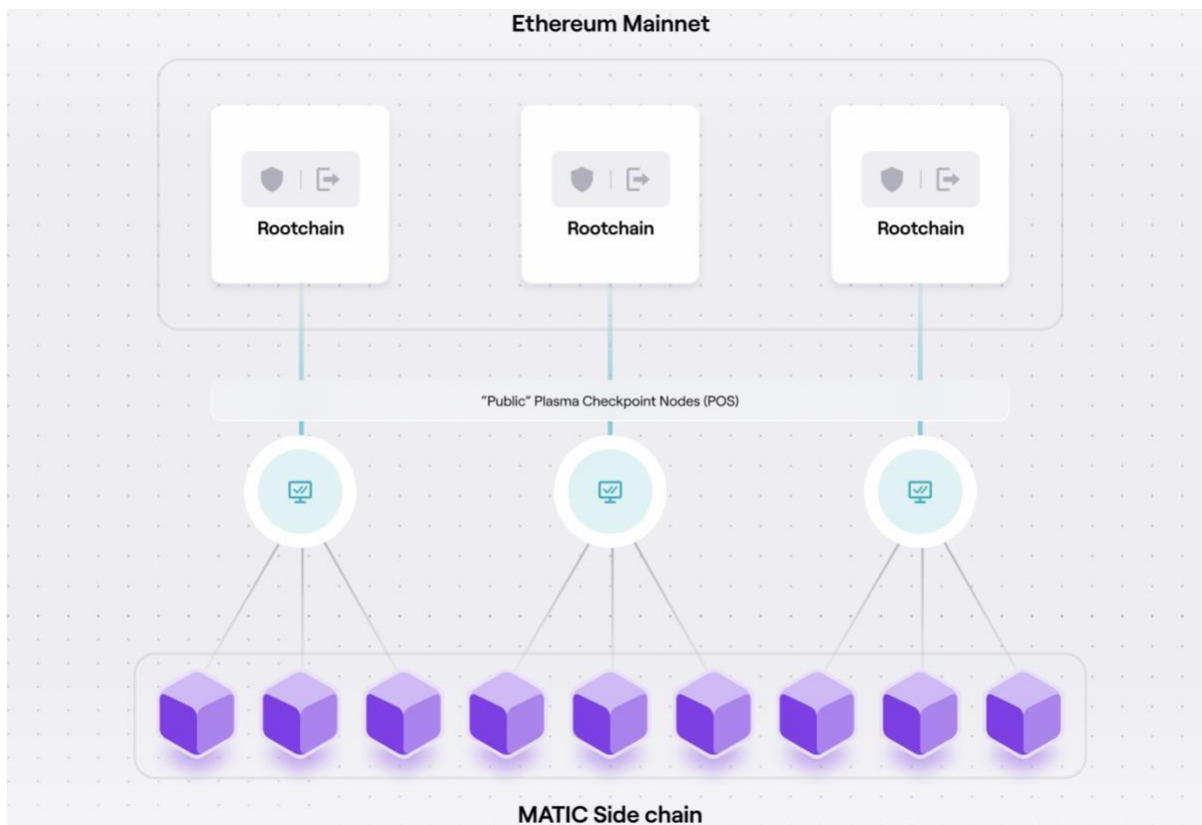 Ethereum Mainnet
Rootchain
Rootchain
Rootchain
“Public” Plasma Checkpoint Nodes (POS)
MATIC Side chain